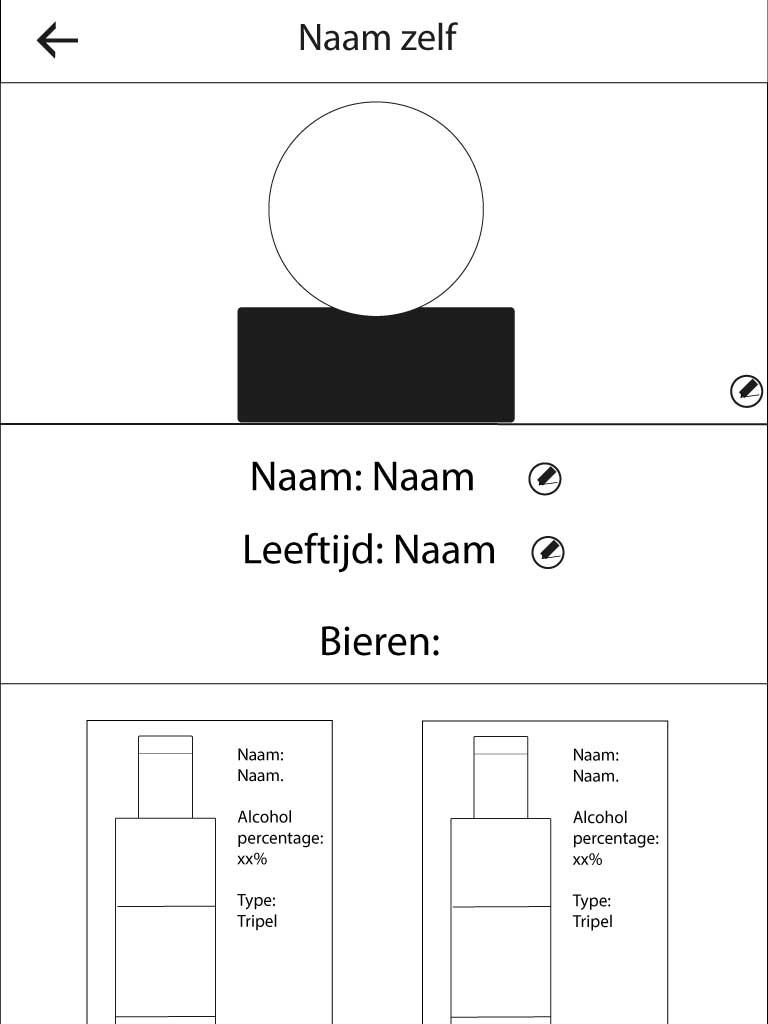 Naam zelf
Naam: Naam
Leeftijd: Naam
Bieren:
Naam:
Naam.
Alcohol
percentage:
xx%
Type:
Tripel
Naam:
Naam.
Alcohol
percentage:
xx%
Type:
Tripel